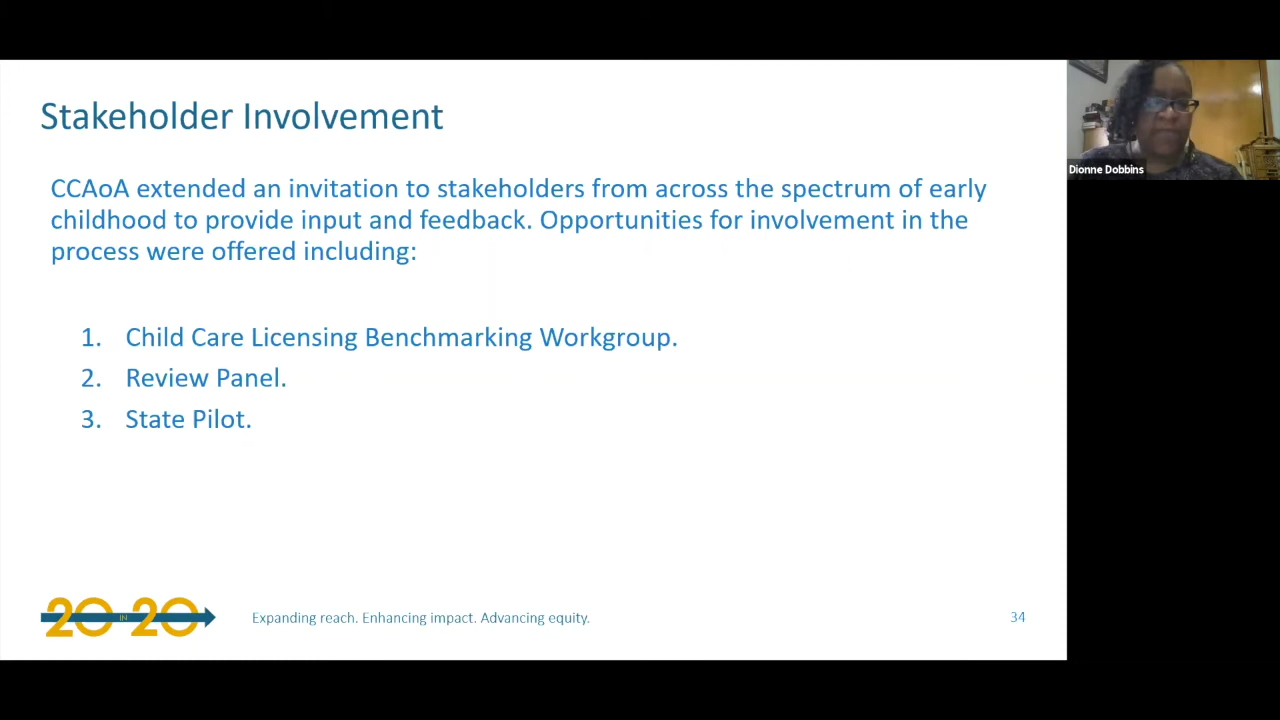 Stakeholder Involvement
CCAoA extended an invitation to stakeholders from across the spectrum of early
childhood to provide input and feedback. Opportunities for involvement in the
process were offered including:
1. Child Care Licensing Benchmarking Workgroup.
2. Review Panel.
3. State Pilot.
20 IN 20
Expanding reach. Enhancing impact. Advancing equity.
34
Dionne Dobbins